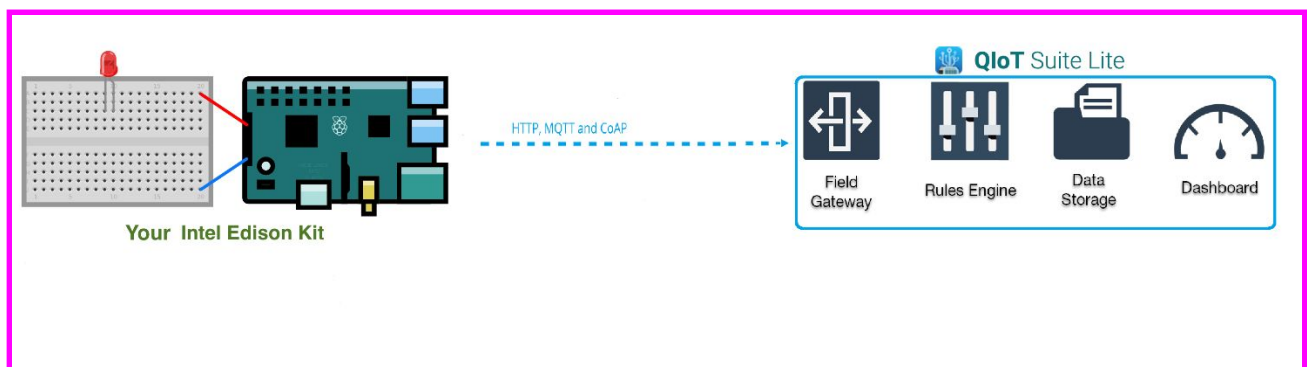 QIoT Suite Lite
HTTP, MQTT and CoAP
Field
Gateway
Rules Engine
Data
Storage
Dashboard
Your Intel Edison Kit